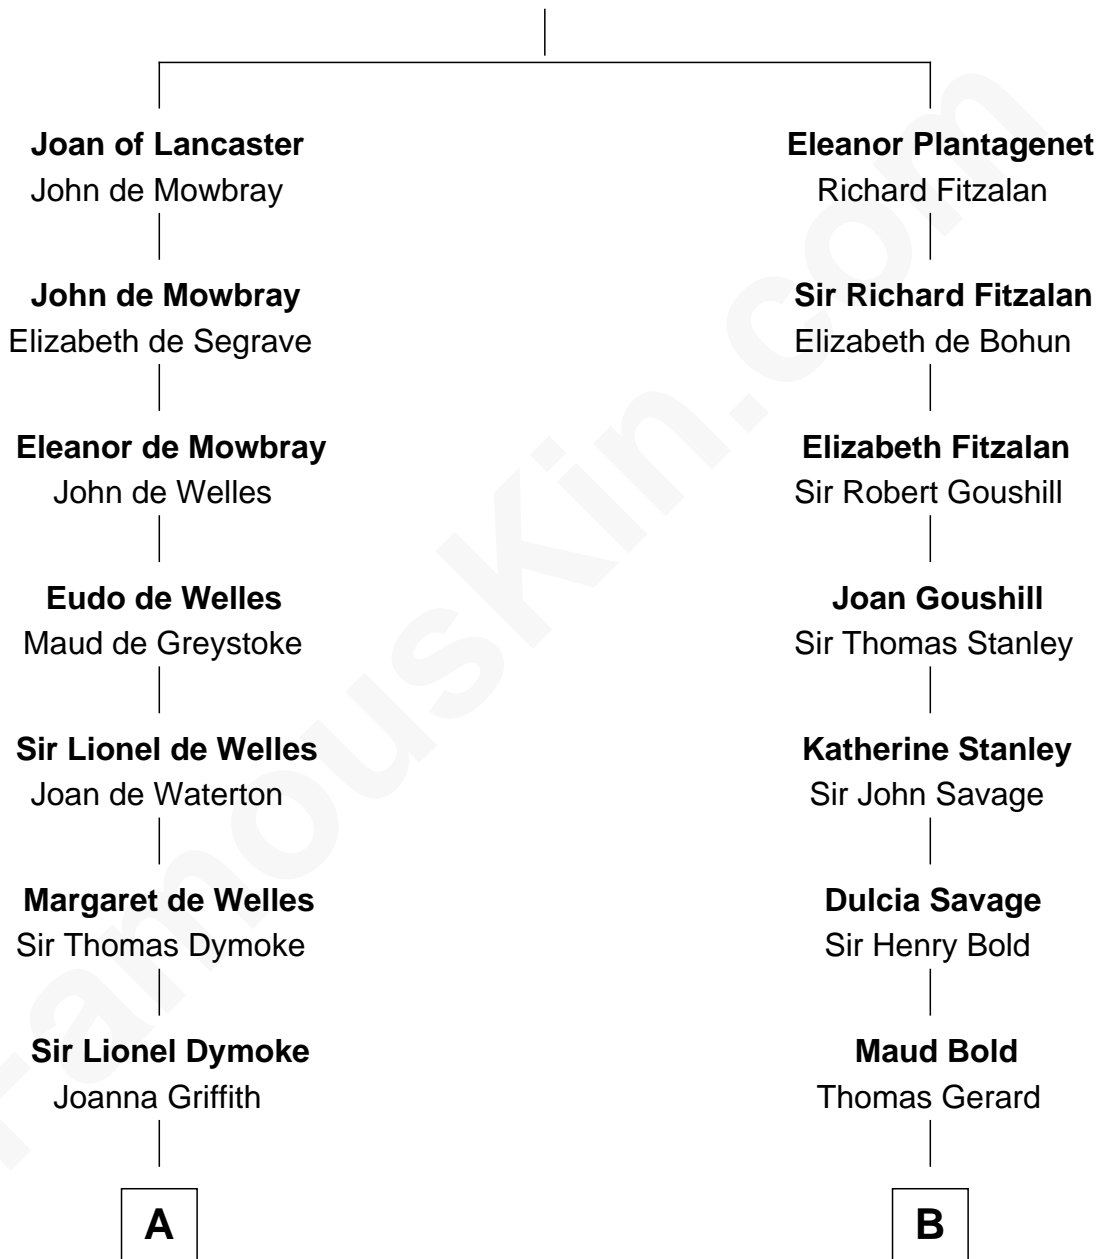 Joan of Lancaster
John de Mowbray
John de Mowbray
Elizabeth de Segrave
Eleanor de Mowbray
John de Welles
Eudo de Welles
Maud de Greystoke
Sir Lionel de Welles
Joan de Waterton
Margaret de Welles
Sir Thomas Dymoke
Sir Lionel Dymoke
Joanna Griffith
A
Eleanor Plantagenet
Richard Fitzalan
Sir Richard Fitzalan
Elizabeth de Bohun
Elizabeth Fitzalan
Sir Robert Goushill
Joan Goushill
Sir Thomas Stanley
Katherine Stanley
Sir John Savage
Dulcia Savage
Sir Henry Bold
Maud Bold
Thomas Gerard
B
FamousKin.com